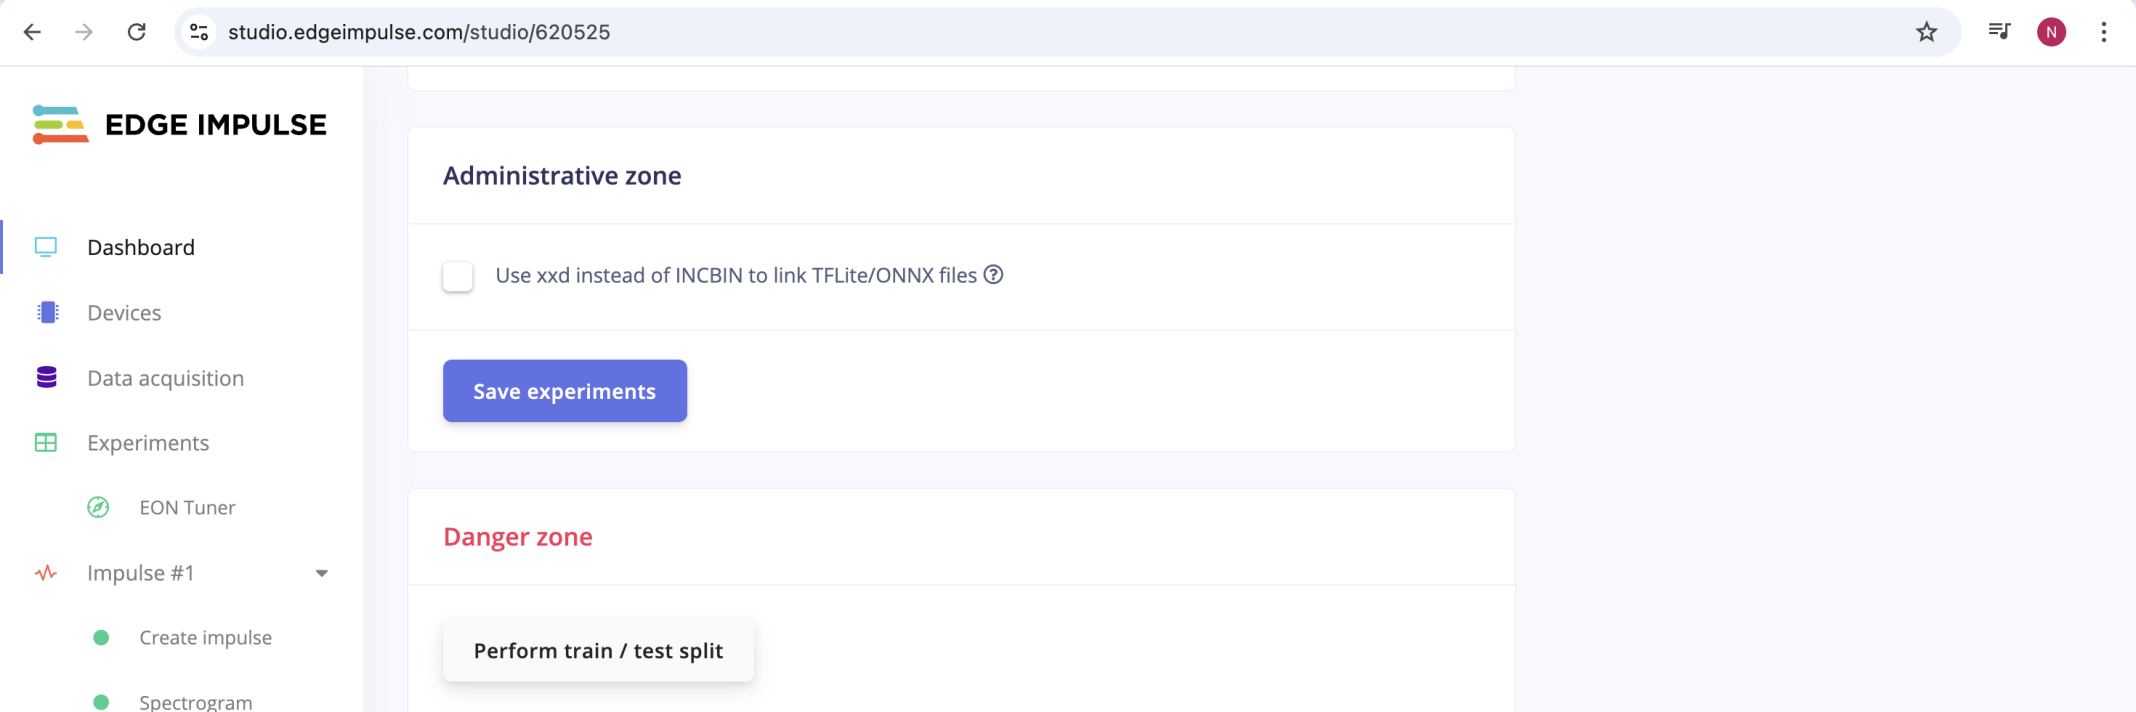 studio.edgeimpulse.com/studio/620525
N
EDGE IMPULSE
Dashboard
Devices
Data acquisition
Experiments
EON Tuner
Impulse #1
Create impulse
Spectrogram
Administrative zone
Use xxd instead of INCBIN to link TFLite/ONNX files
Save experiments
Danger zone
Perform train / test split